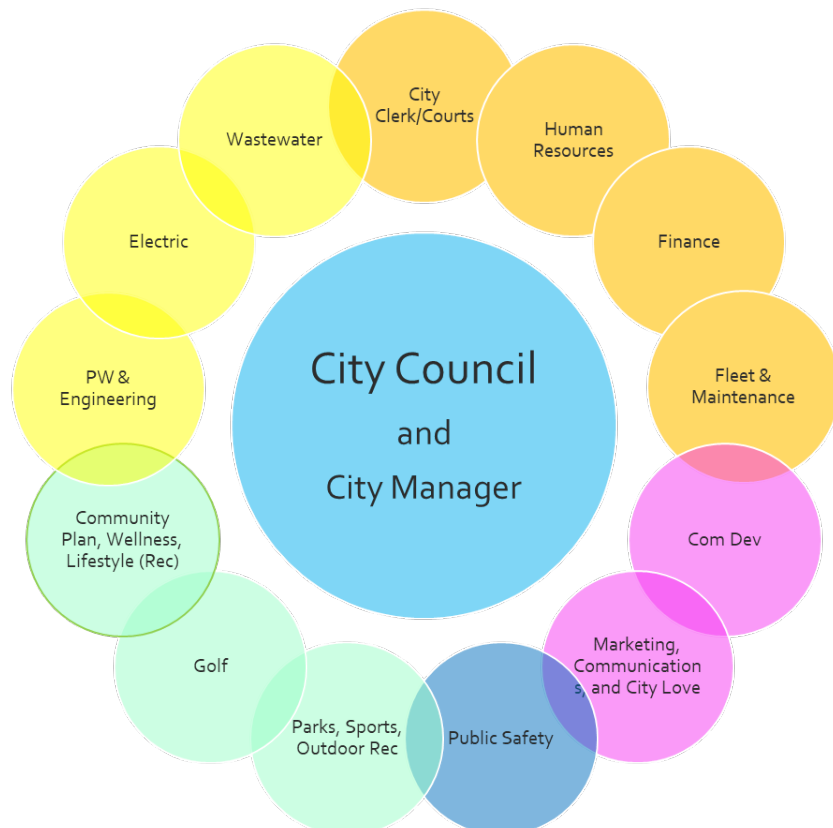 City
Clerk/Courts
Human
Resources
Finance
Fleet &
Maintenance
Com Dev
Marketing,
Communication
s, and City Love
Public Safety
Parks, Sports,
Outdoor Rec
Golf
Community
Plan, Wellness,
Lifestyle (Rec)
PW &
Engineering
Electric
Wastewater
City Council
and
City Manager